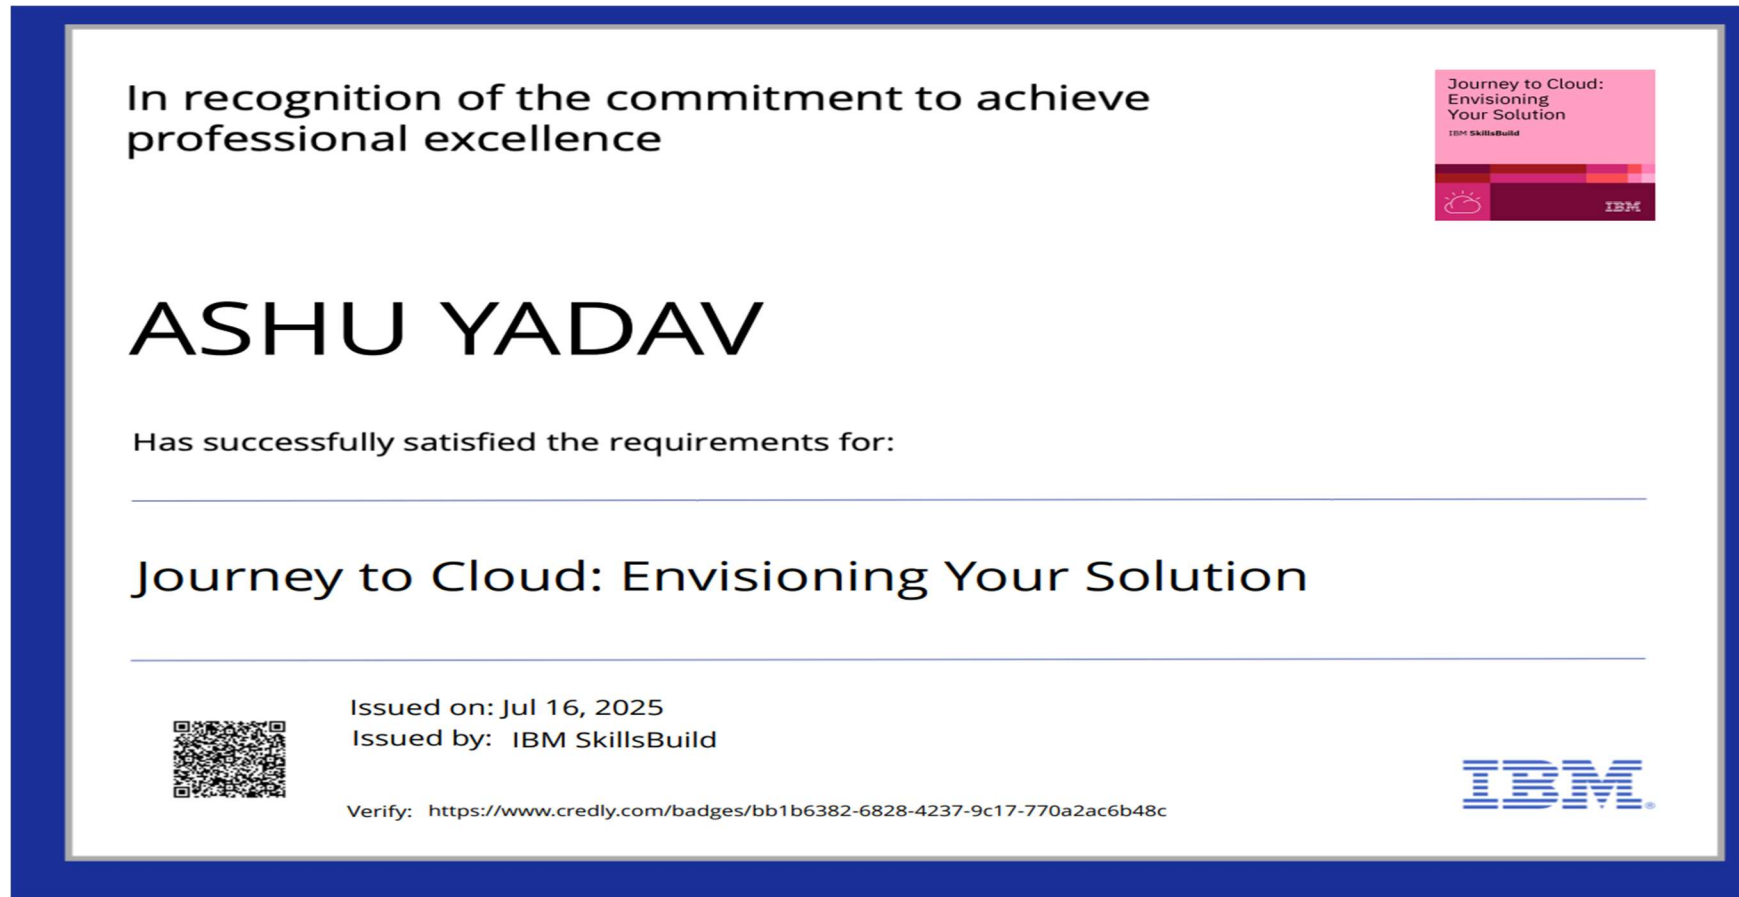 In recognition of the commitment to achieve
professional excellence
Journey to Cloud:
Envisioning
Your Solution
IBM SkillsBuild
IBM
ASHU YADAV
Has successfully satisfied the requirements for:
Journey to Cloud: Envisioning Your Solution
Issued on: Jul 16, 2025
Issued by: IBM SkillsBuild
Verify: https://www.credly.com/badges/bb1b6382-6828-4237-9c17-770a2ac6b48c
IBM®